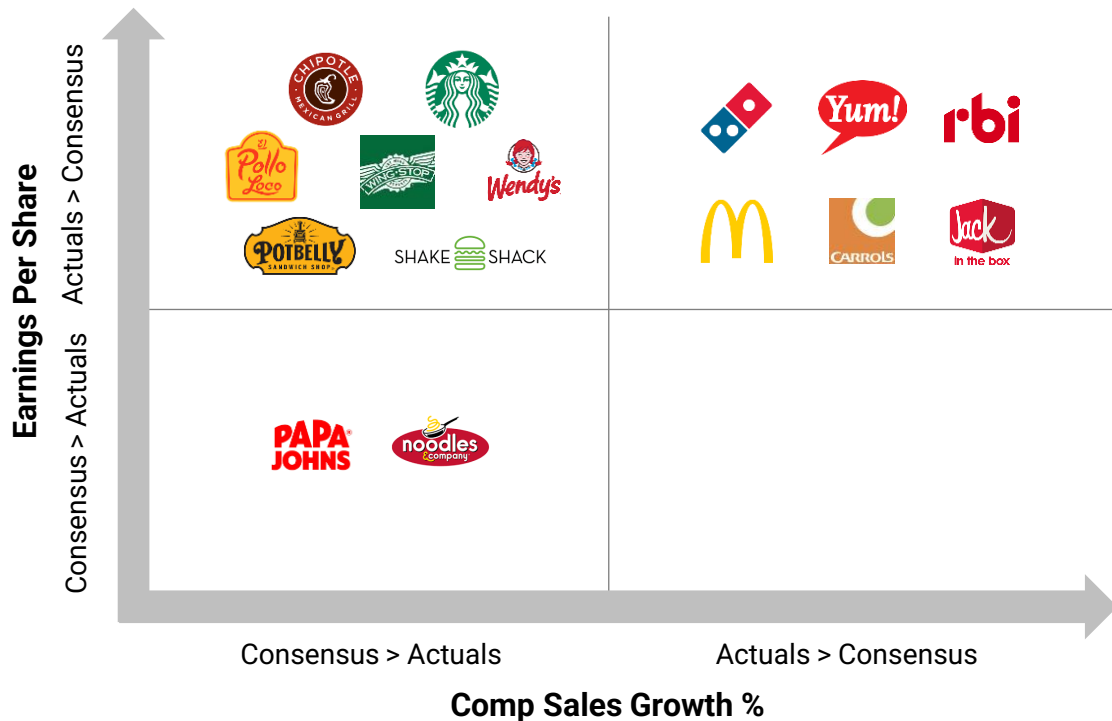 Earnings Per Share
Actuals > Consensus
Consensus > Actuals
CHIPOTLE
MEXICAN GRILL
El
Pollo
Loco
WING·STOP
Wendy's
POTBELLY
SANDWICH SHOP
SHAKE SHACK
Yum!
rbi
CARROLS
Jack
in the box
PAPA
JOHNS
noodles
&company
Consensus > Actuals
Actuals > Consensus
Comp Sales Growth %